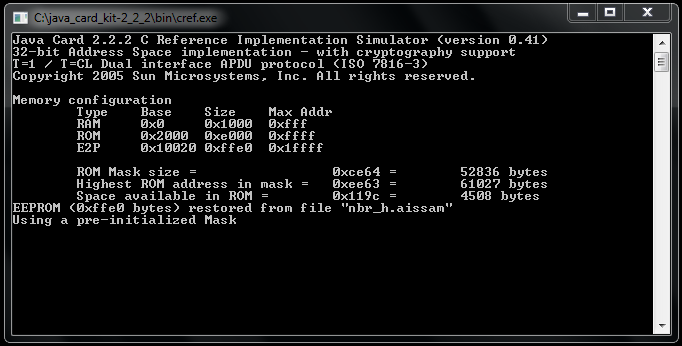 C:\java_card_kit-2_2_2\bin\cref.exe
Java Card 2.2.2 C Reference Implementation Simulator (version 0.41)
32-bit Address Space implementation - with cryptography support
T=1 / T=CL Dual interface APDU protocol (ISO 7816-3)
Copyright 2005 Sun Microsystems, Inc. All rights reserved.
Memory configuration
Type Base Size Max Addr
RAM 0x0 0x1000 0xfff
ROM 0x2000 0xe000 0xffff
E2P 0x10020 0xffe0 0x1ffff
ROM Mask size = 0xce64 = 52836 bytes
Highest ROM address in mask = 0xee63 = 61027 bytes
Space available in ROM = 0x119c = 4508 bytes
EEPROM (0xffe0 bytes) restored from file "nbr_h.aissam"
Using a pre-initialized Mask